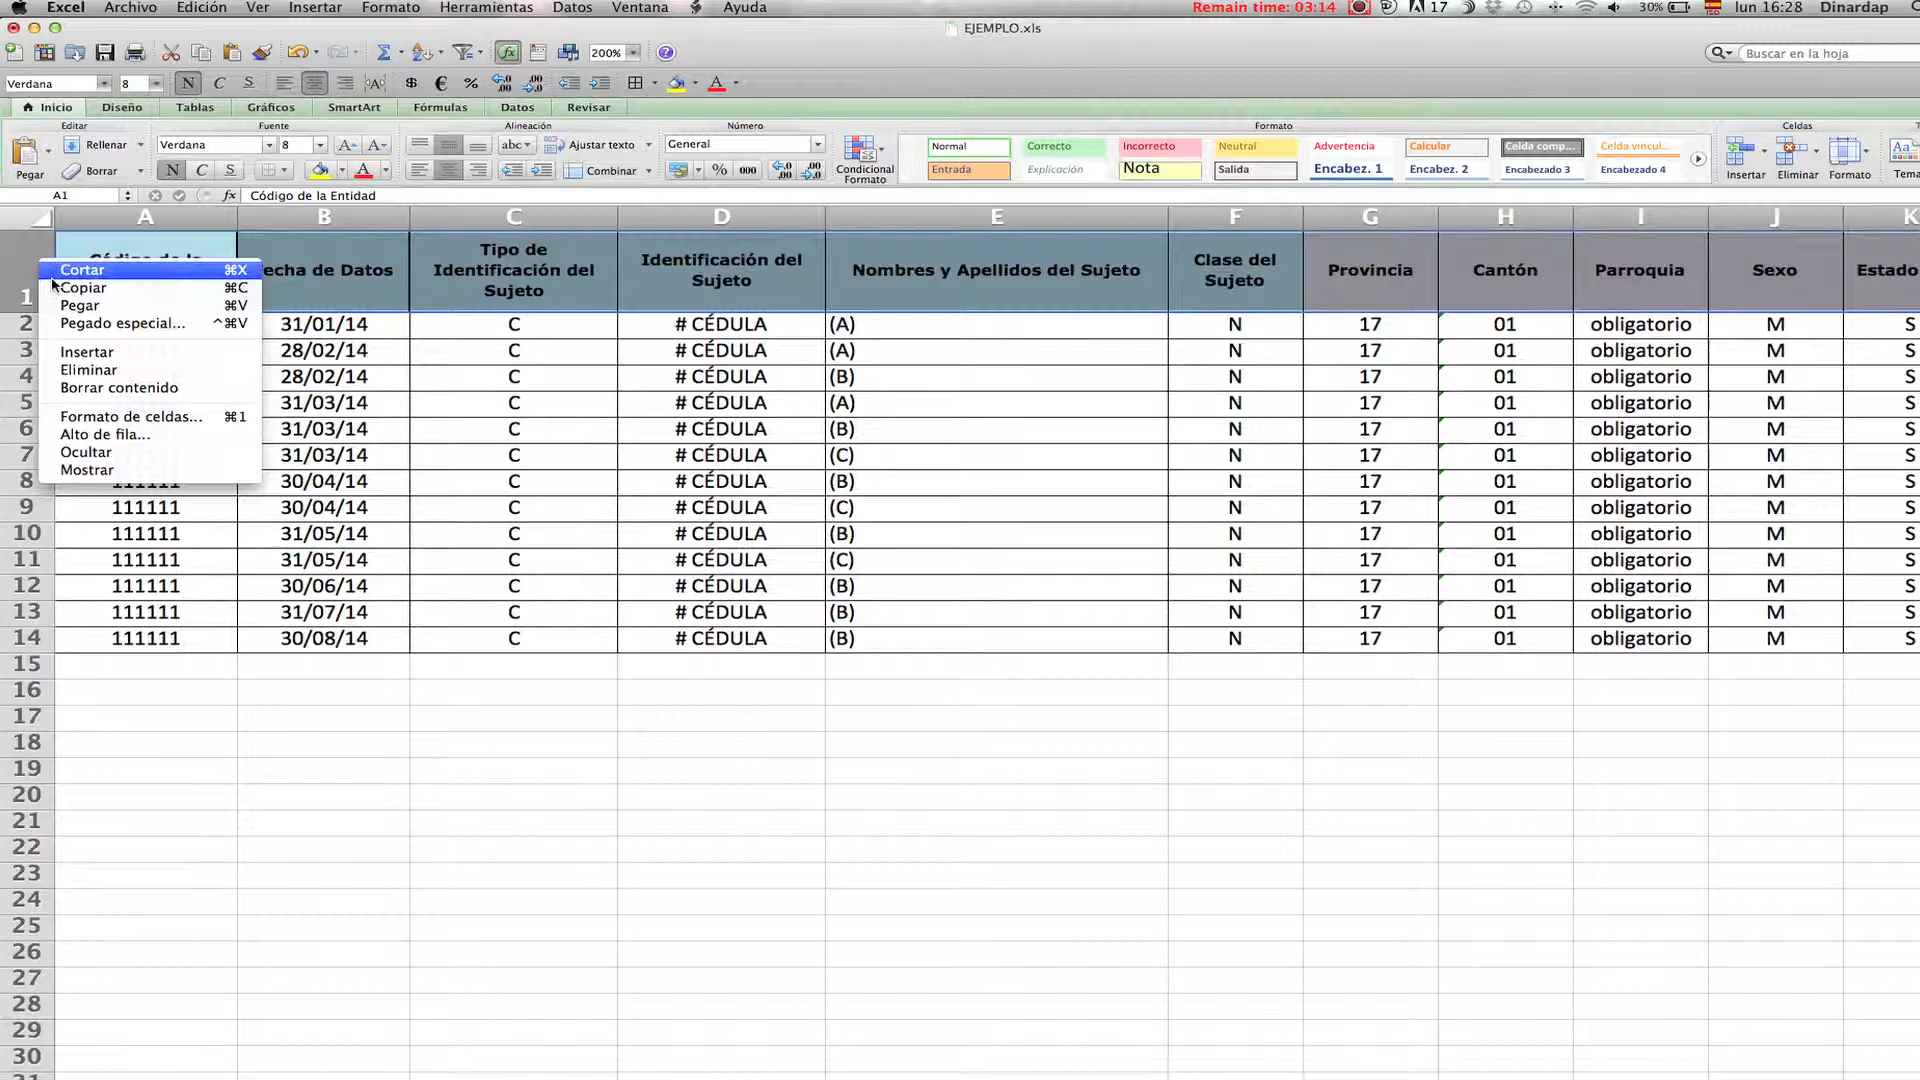 Excel Archivo Edición Ver Insertar Formato Herramientas Datos Ventana Ayuda Remain time: 03:14 17 30% lun 16:28 Dinardap
EJEMPLO.xls
200% Buscar en la hoja
Verdana 8 N C S $ € %
Inicio Diseño Tablas Gráficos SmartArt Fórmulas Datos Revisar
Editar Fuente Alineación Número Formato Celdas
Rellenar Verdana 8 A A abc Ajustar texto General Normal Correcto Incorrecto Neutral Advertencia Calcular Celda comp... Celda vincul...
Pegar Borrar N C S Combinar % 000 Condicional Formato Entrada Explicación Nota Salida Encabez. 1 Encabez. 2 Encabezado 3 Encabezado 4 Insertar Eliminar Formato Tema
A1 fx Código de la Entidad
A B C D E F G H I J K
1 Fecha de Datos Tipo de Identificación del Sujeto Identificación del Sujeto Nombres y Apellidos del Sujeto Clase del Sujeto Provincia Cantón Parroquia Sexo Estado
Cortar ⌘X
Copiar ⌘C
Pegar ⌘V
Pegado especial... ^⌘V
Insertar
Eliminar
Borrar contenido
Formato de celdas... ⌘1
Alto de fila...
Ocultar
Mostrar
2 31/01/14 C # CÉDULA (A) N 17 01 obligatorio M S
3 28/02/14 C # CÉDULA (A) N 17 01 obligatorio M S
4 28/02/14 C # CÉDULA (B) N 17 01 obligatorio M S
5 31/03/14 C # CÉDULA (A) N 17 01 obligatorio M S
6 31/03/14 C # CÉDULA (B) N 17 01 obligatorio M S
7 31/03/14 C # CÉDULA (C) N 17 01 obligatorio M S
8 111111 30/04/14 C # CÉDULA (B) N 17 01 obligatorio M S
9 111111 30/04/14 C # CÉDULA (C) N 17 01 obligatorio M S
10 111111 31/05/14 C # CÉDULA (B) N 17 01 obligatorio M S
11 111111 31/05/14 C # CÉDULA (C) N 17 01 obligatorio M S
12 111111 30/06/14 C # CÉDULA (B) N 17 01 obligatorio M S
13 111111 31/07/14 C # CÉDULA (B) N 17 01 obligatorio M S
14 111111 30/08/14 C # CÉDULA (B) N 17 01 obligatorio M S
15
16
17
18
19
20
21
22
23
24
25
26
27
28
29
30